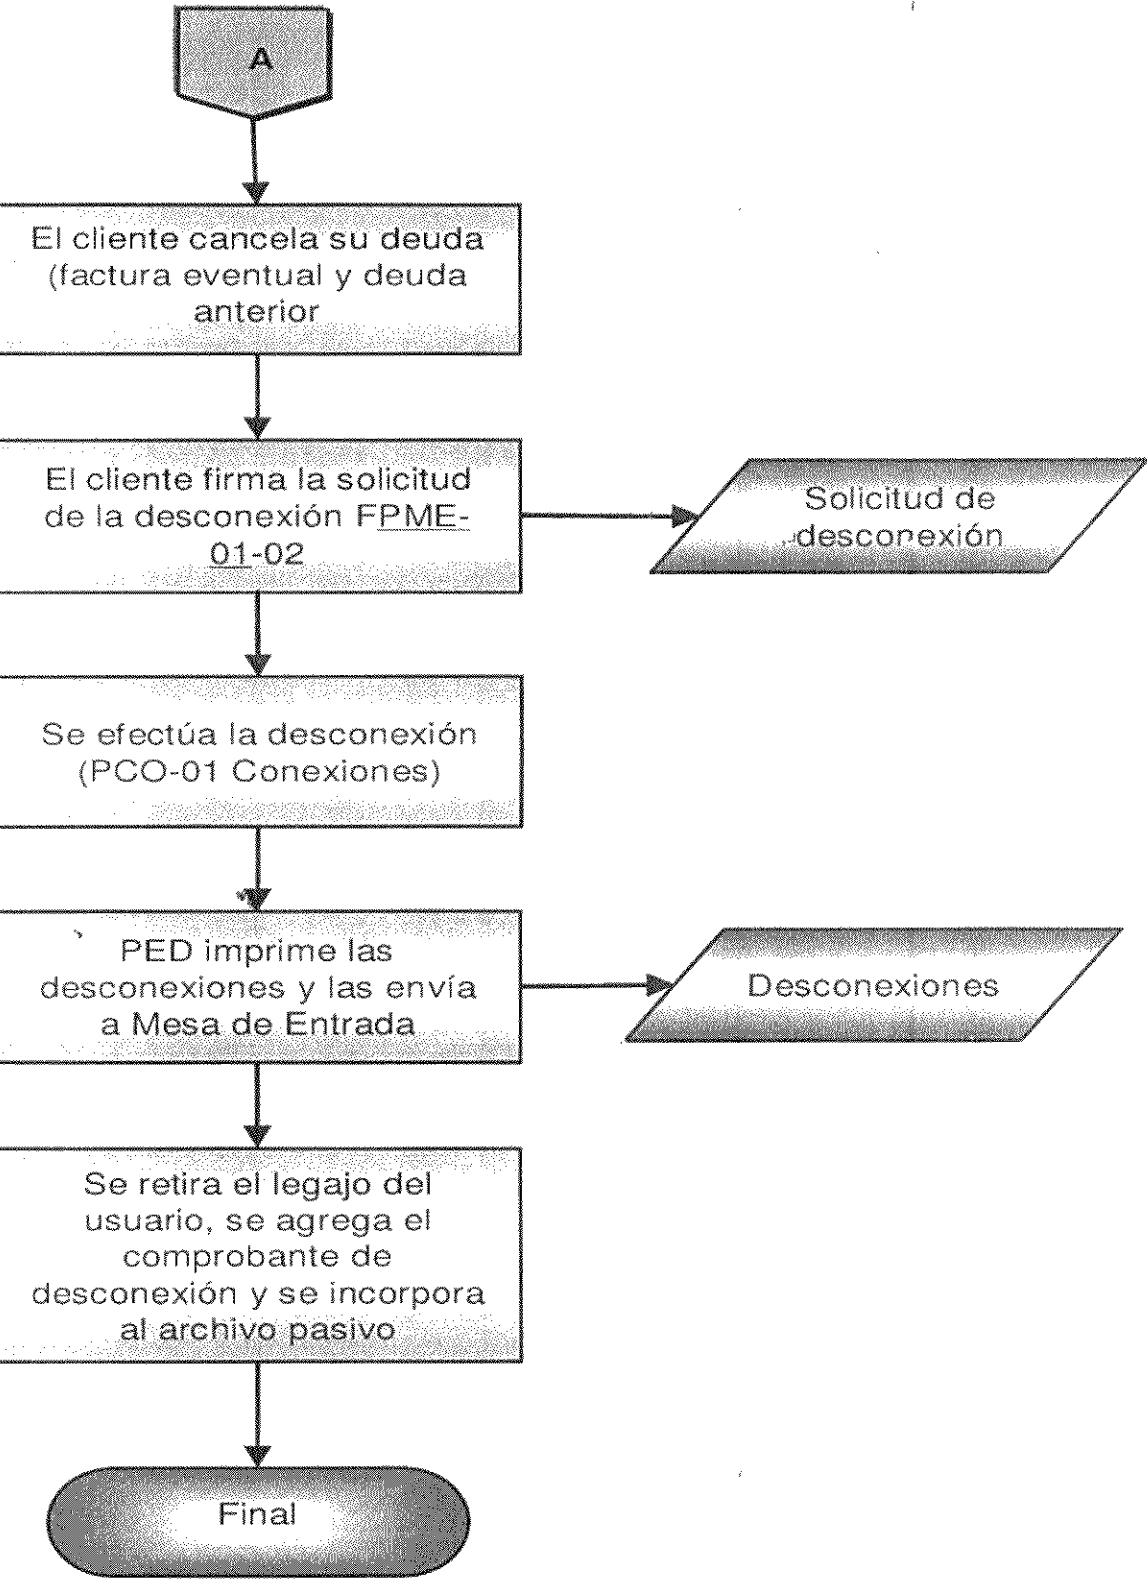 A
El cliente cancela su deuda
(factura eventual y deuda
anterior
El cliente firma la solicitud
de la desconexión FPME-
01-02
Solicitud de
desconexión
Se efectúa la desconexión
(PCO-01 Conexiones)
PED imprime las
desconexiones y las envía
a Mesa de Entrada
Desconexiones
Se retira el legajo del
usuario, se agrega el
comprobante de
desconexión y se incorpora
al archivo pasivo
Final